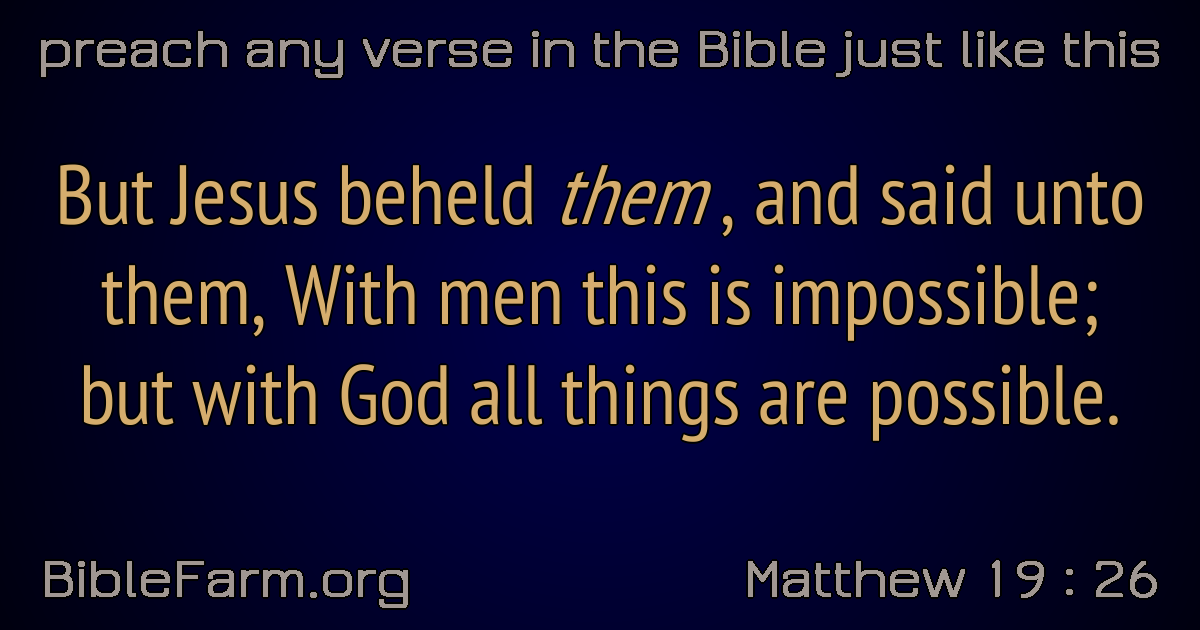 preach any verse in the Bible just like this
But Jesus beheld them , and said unto
them, With men this is impossible;
but with God all things are possible.
BibleFarm.org
Matthew 19 : 26